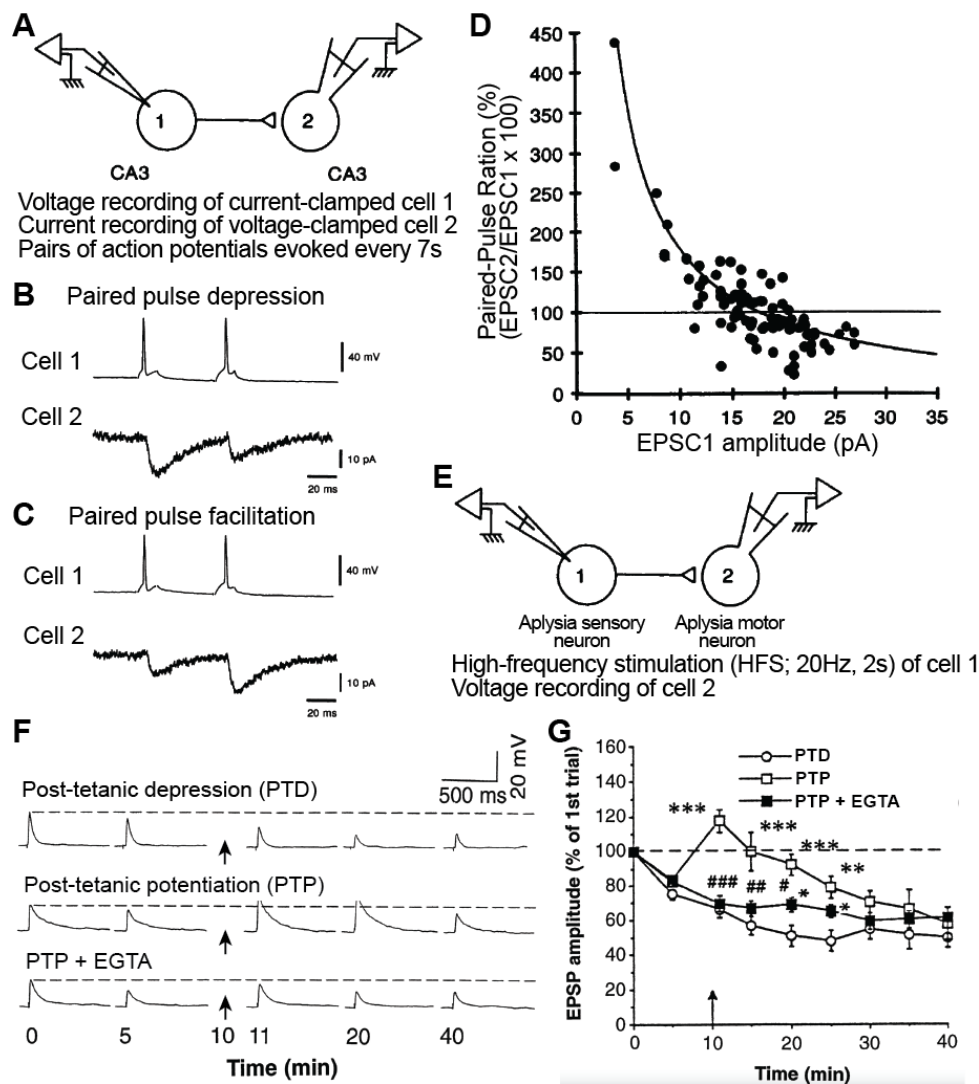 A
1
2
CA3
CA3
Voltage recording of current-clamped cell 1
Current recording of voltage-clamped cell 2
Pairs of action potentials evoked every 7s
B
Paired pulse depression
Cell 1
40 mV
Cell 2
10 pA
20 ms
C
Paired pulse facilitation
Cell 1
40 mV
Cell 2
10 pA
20 ms
D
Paired-Pulse Ration (%)
(EPSC2/EPSC1 x 100)
450
400
350
300
250
200
150
100
50
0
0
5
10
15
20
25
30
35
EPSC1 amplitude (pA)
E
1
2
Aplysia sensory
neuron
Aplysia motor
neuron
High-frequency stimulation (HFS; 20Hz, 2s) of cell 1
Voltage recording of cell 2
F
20 mV
500 ms
Post-tetanic depression (PTD)
Post-tetanic potentiation (PTP)
PTP + EGTA
0
5
10
11
20
40
Time (min)
G
EPSP amplitude (% of 1st trial)
160
140
120
100
80
60
40
20
0
PTD
PTP
PTP + EGTA
***
***
***
**
###
##
#
*
*
0
10
20
30
40
Time (min)